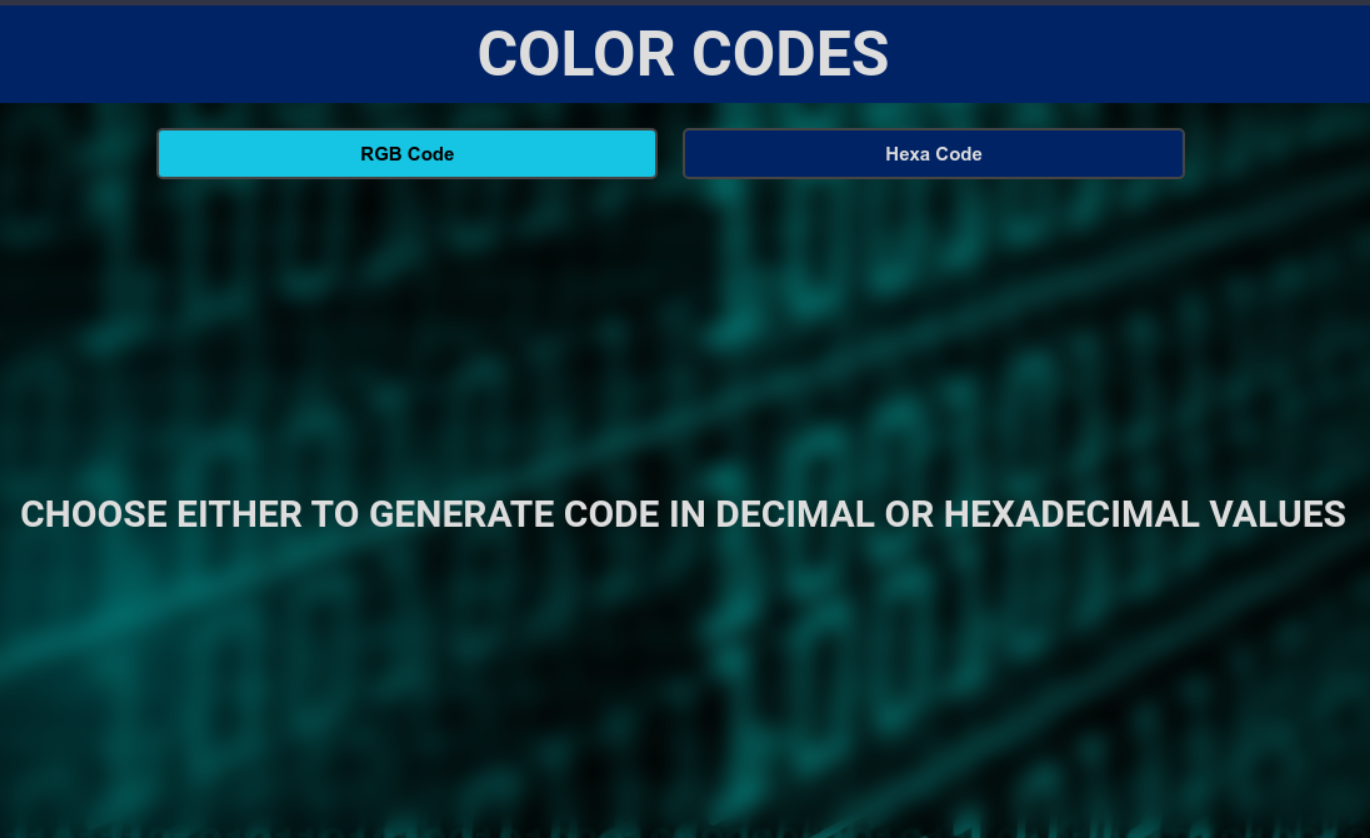 COLOR CODES
RGB Code
Hexa Code
CHOOSE EITHER TO GENERATE CODE IN DECIMAL OR HEXADECIMAL VALUES